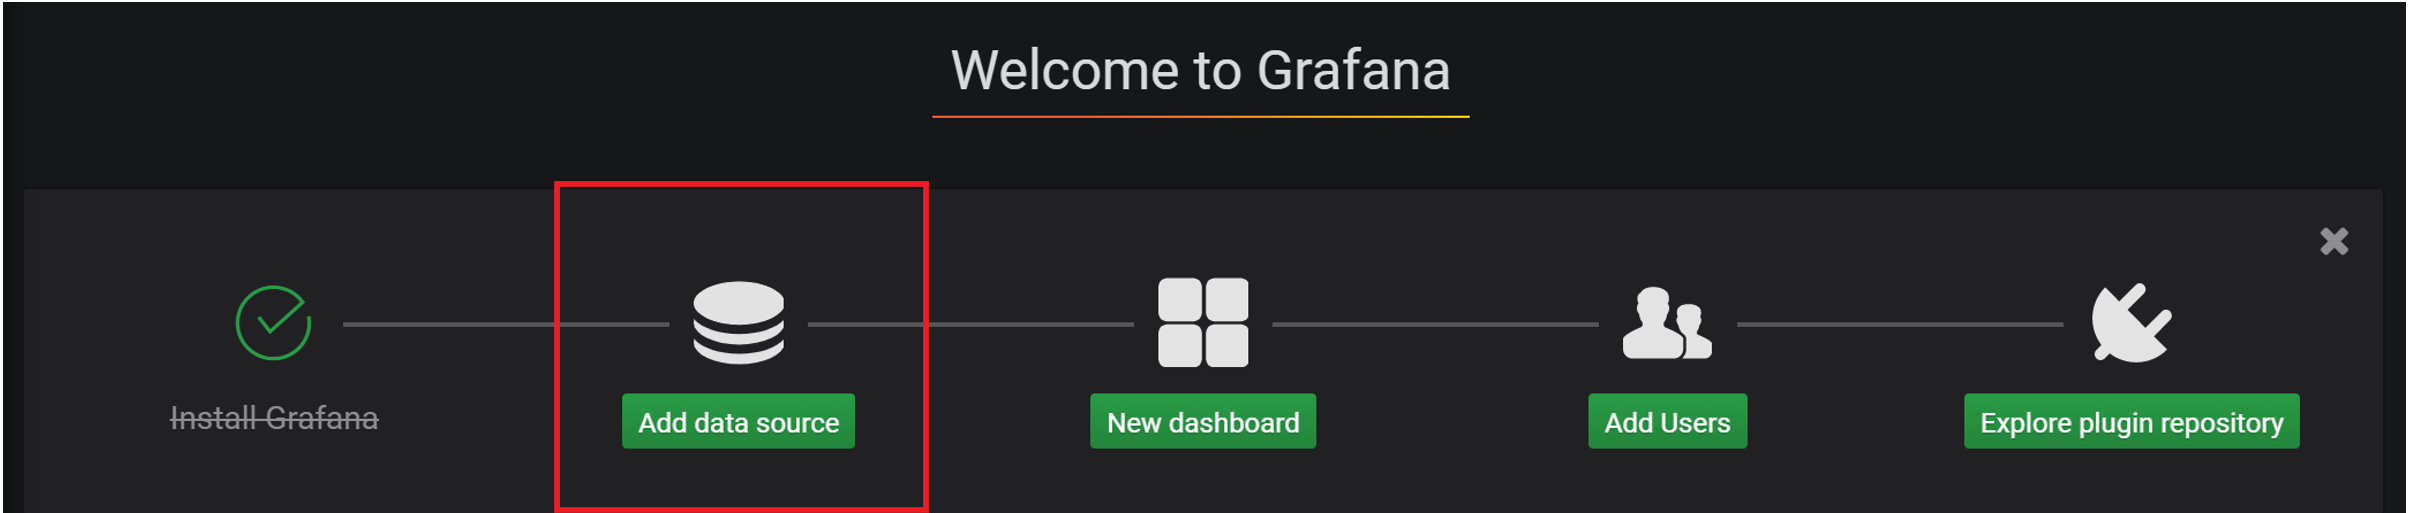 Welcome to Grafana
Install Grafana
Add data source
New dashboard
Add Users
Explore plugin repository